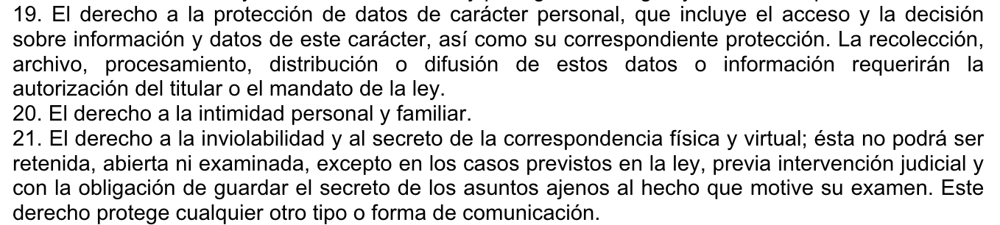 19. El derecho a la protección de datos de carácter personal, que incluye el acceso y la decisión
sobre información y datos de este carácter, así como su correspondiente protección. La recolección,
archivo, procesamiento, distribución o difusión de estos datos o información requerirán la
autorización del titular o el mandato de la ley.
20. El derecho a la intimidad personal y familiar.
21. El derecho a la inviolabilidad y al secreto de la correspondencia física y virtual; ésta no podrá ser
retenida, abierta ni examinada, excepto en los casos previstos en la ley, previa intervención judicial y
con la obligación de guardar el secreto de los asuntos ajenos al hecho que motive su examen. Este
derecho protege cualquier otro tipo o forma de comunicación.